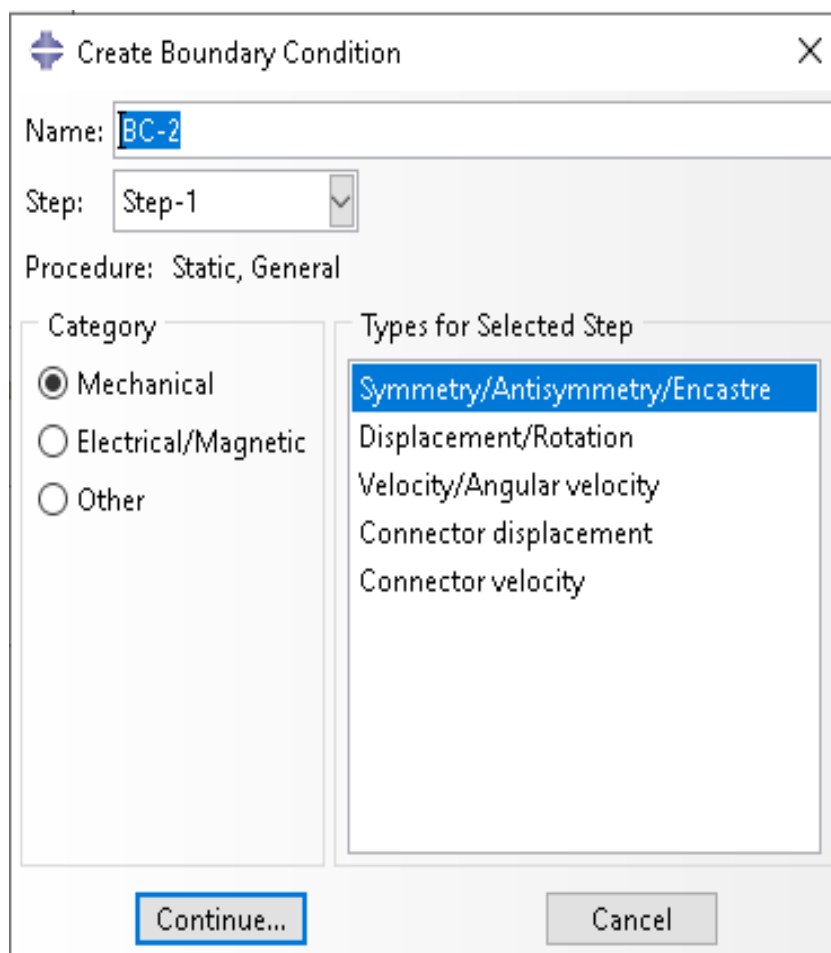 Create Boundary Condition
Name: BC-2
Step: Step-1
Procedure: Static, General
Category
Mechanical
Electrical/Magnetic
Other
Types for Selected Step
Symmetry/Antisymmetry/Encastre
Displacement/Rotation
Velocity/Angular velocity
Connector displacement
Connector velocity
Continue... Cancel